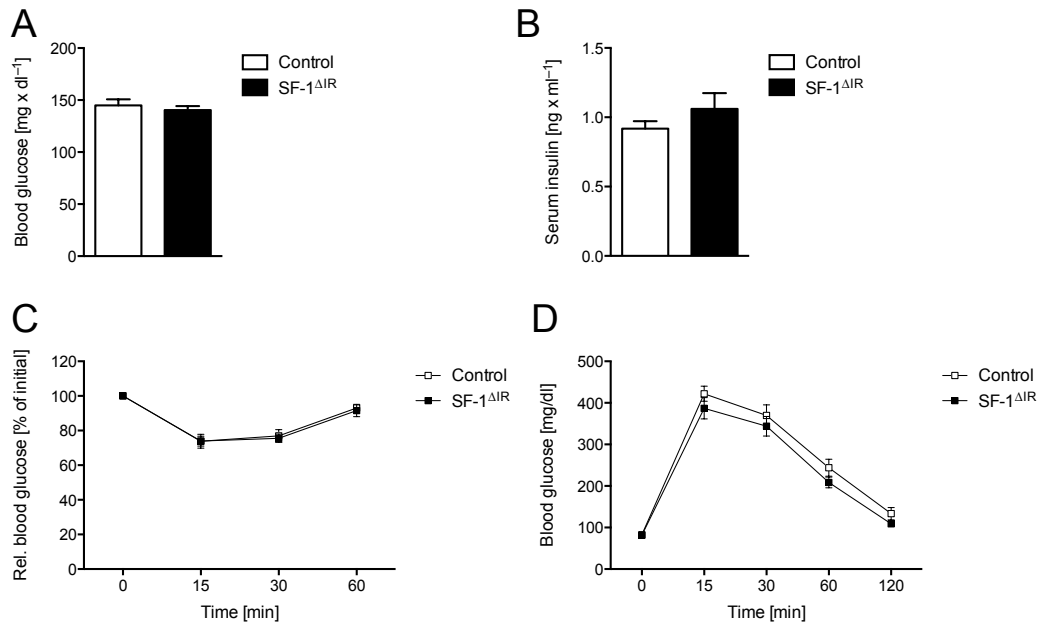 A
Blood glucose [mg x dl⁻¹]
200
150
100
50
0
Control
SF-1ΔIR
B
Serum insulin [ng x ml⁻¹]
1.5
1.0
0.5
0.0
Control
SF-1ΔIR
C
Rel. blood glucose [% of initial]
120
100
80
60
40
20
0
0 15 30 60
Time [min]
Control
SF-1ΔIR
D
Blood glucose [mg/dl]
500
400
300
200
100
0
0 15 30 60 120
Time [min]
Control
SF-1ΔIR